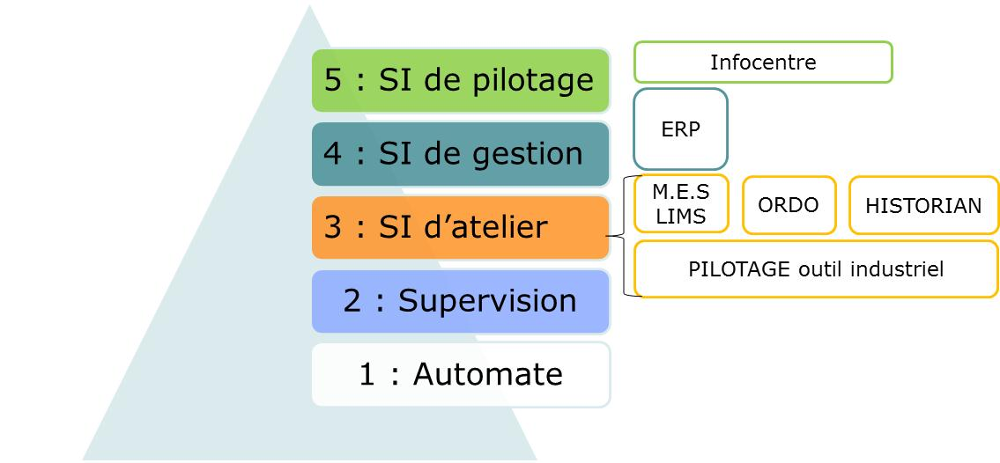 5 : SI de pilotage
Infocentre
4 : SI de gestion
ERP
3 : SI d’atelier
M.E.S
LIMS
ORDO
HISTORIAN
PILOTAGE outil industriel
2 : Supervision
1 : Automate